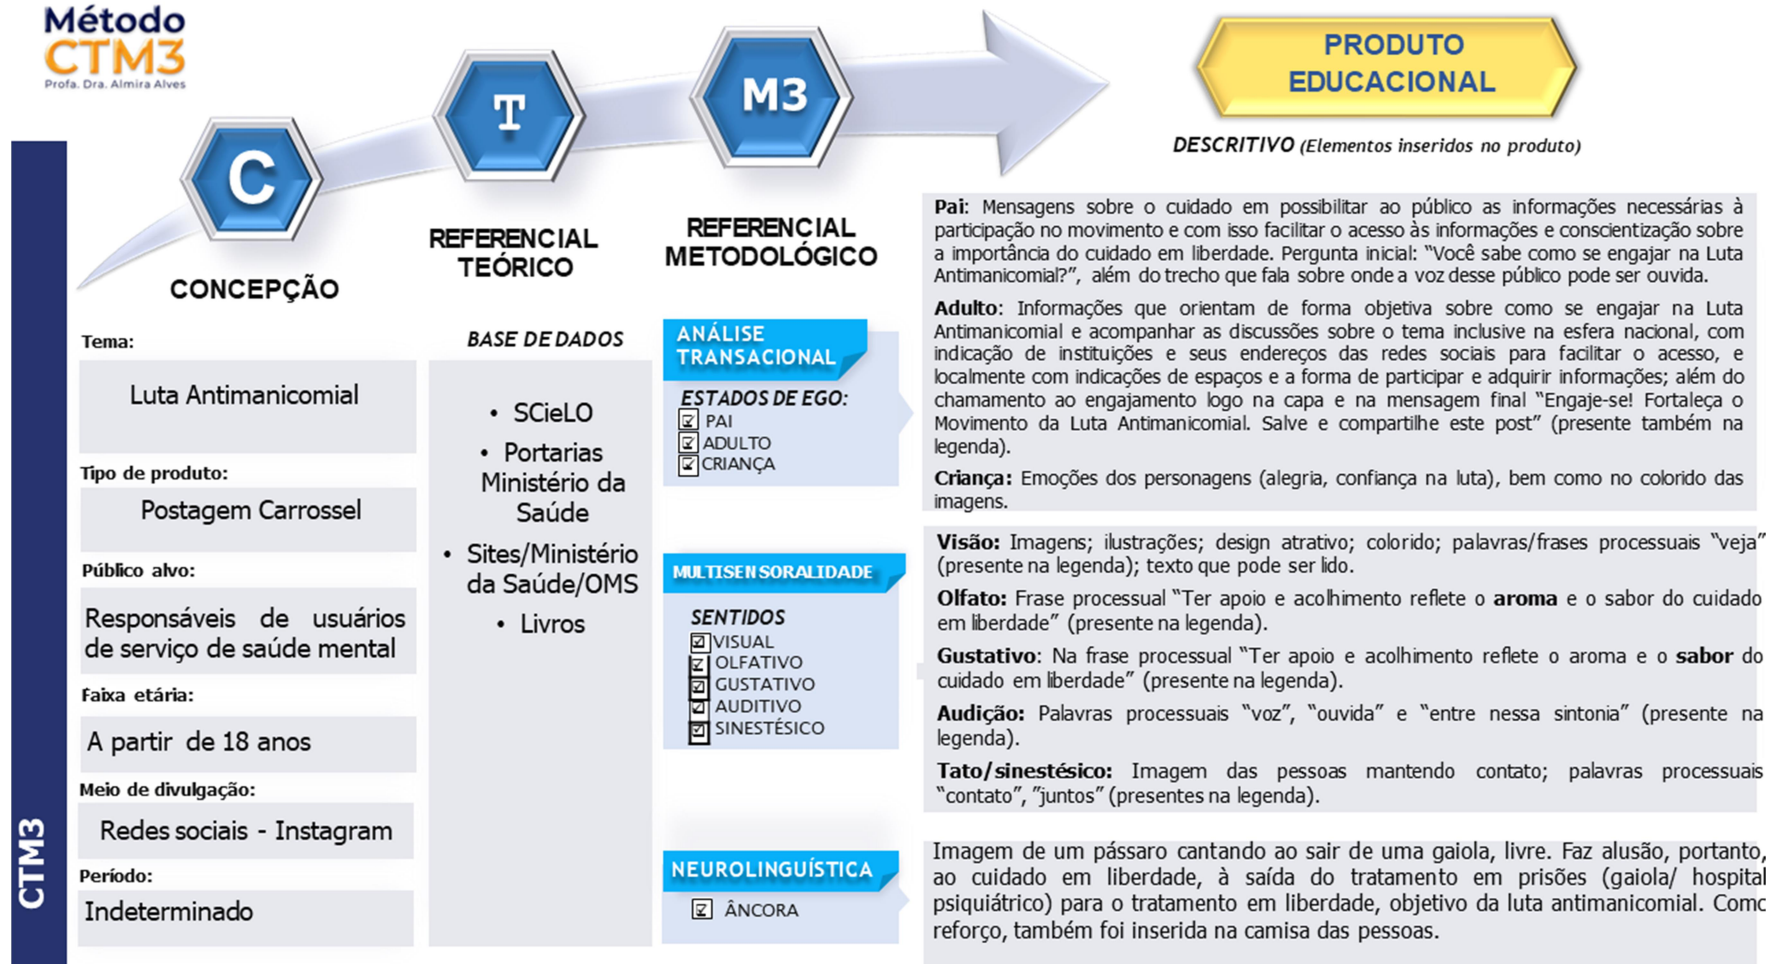 Método
CTM3
Profa. Dra. Almira Alves
C
T
M3
PRODUTO
EDUCACIONAL
DESCRITIVO (Elementos inseridos no produto)
CONCEPÇÃO
REFERENCIAL
TEÓRICO
REFERENCIAL
METODOLÓGICO
CTM3
Tema:
Luta Antimanicomial
Tipo de produto:
Postagem Carrossel
Público alvo:
Responsáveis de usuários
de serviço de saúde mental
Faixa etária:
A partir de 18 anos
Meio de divulgação:
Redes sociais - Instagram
Período:
Indeterminado
BASE DE DADOS
• SCieLO
• Portarias
Ministério da
Saúde
• Sites/Ministério
da Saúde/OMS
• Livros
ANÁLISE
TRANSACIONAL
ESTADOS DE EGO:
☑ PAI
☑ ADULTO
☑ CRIANÇA
Pai: Mensagens sobre o cuidado em possibilitar ao público as informações necessárias à
participação no movimento e com isso facilitar o acesso às informações e conscientização sobre
a importância do cuidado em liberdade. Pergunta inicial: “Você sabe como se engajar na Luta
Antimanicomial?”, além do trecho que fala sobre onde a voz desse público pode ser ouvida.
Adulto: Informações que orientam de forma objetiva sobre como se engajar na Luta
Antimanicomial e acompanhar as discussões sobre o tema inclusive na esfera nacional, com
indicação de instituições e seus endereços das redes sociais para facilitar o acesso, e
localmente com indicações de espaços e a forma de participar e adquirir informações; além do
chamamento ao engajamento logo na capa e na mensagem final “Engaje-se! Fortaleça o
Movimento da Luta Antimanicomial. Salve e compartilhe este post” (presente também na
legenda).
Criança: Emoções dos personagens (alegria, confiança na luta), bem como no colorido das
imagens.
MULTISENSORALIDADE
SENTIDOS
☑ VISUAL
☑ OLFATIVO
☑ GUSTATIVO
☑ AUDITIVO
☑ SINESTÉSICO
Visão: Imagens; ilustrações; design atrativo; colorido; palavras/frases processuais “veja”
(presente na legenda); texto que pode ser lido.
Olfato: Frase processual “Ter apoio e acolhimento reflete o aroma e o sabor do cuidado
em liberdade” (presente na legenda).
Gustativo: Na frase processual “Ter apoio e acolhimento reflete o aroma e o sabor do
cuidado em liberdade” (presente na legenda).
Audição: Palavras processuais “voz”, “ouvida” e “entre nessa sintonia” (presente na
legenda).
Tato/sinestésico: Imagem das pessoas mantendo contato; palavras processuais
“contato”, ”juntos” (presentes na legenda).
NEUROLINGUÍSTICA
☑ ÂNCORA
Imagem de um pássaro cantando ao sair de uma gaiola, livre. Faz alusão, portanto,
ao cuidado em liberdade, à saída do tratamento em prisões (gaiola/ hospital
psiquiátrico) para o tratamento em liberdade, objetivo da luta antimanicomial. Como
reforço, também foi inserida na camisa das pessoas.